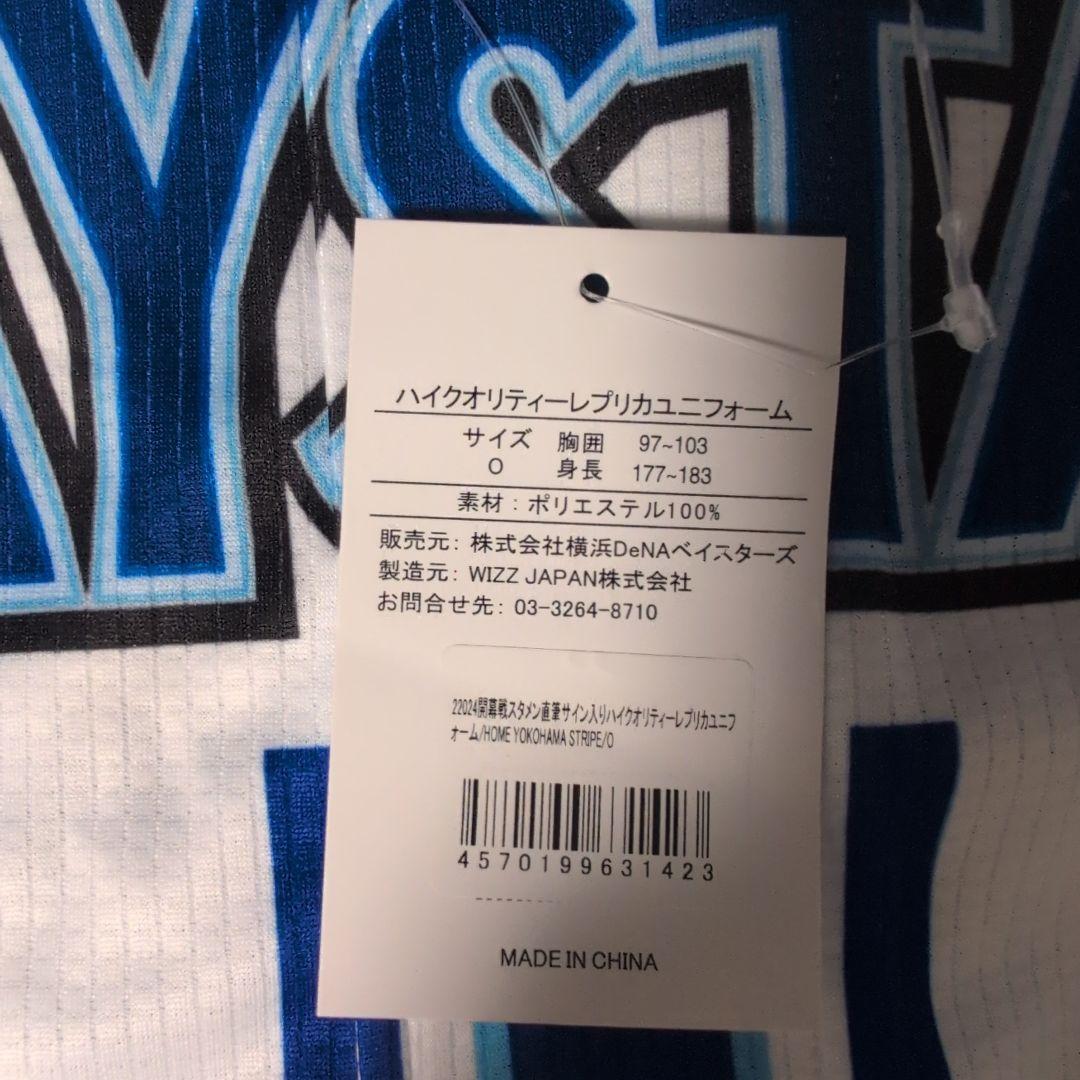 YSTA
ハイクオリティーレプリカユニフォーム
サイズ 胸囲 97~103
O 身長 177~183
素材：ポリエステル100%
販売元：株式会社横浜DeNAベイスターズ
製造元：WIZZ JAPAN株式会社
お問合せ先：03-3264-8710
22024開幕戦スタメン直筆サイン入りハイクオリティーレプリカユニフ
ォーム/HOME YOKOHAMA STRIPE/O
4570199631423
MADE IN CHINA